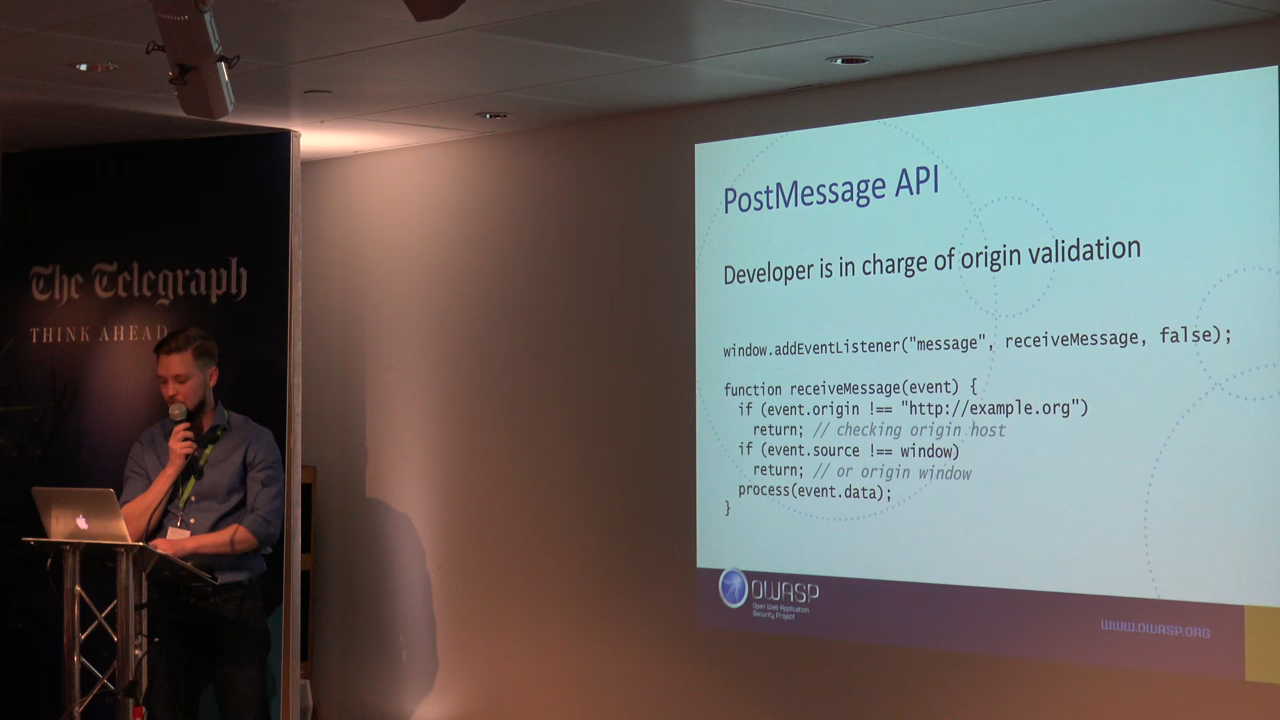 The Telegraph
THINK AHEAD
PostMessage API
Developer is in charge of origin validation
window.addEventListener("message", receiveMessage, false);
function receiveMessage(event) {
if (event.origin !== "http://example.org")
return; // checking origin host
if (event.source !== window)
return; // or origin window
process(event.data);
}
OWASP
Open Web Application
Security Project
WWW.OWASP.ORG